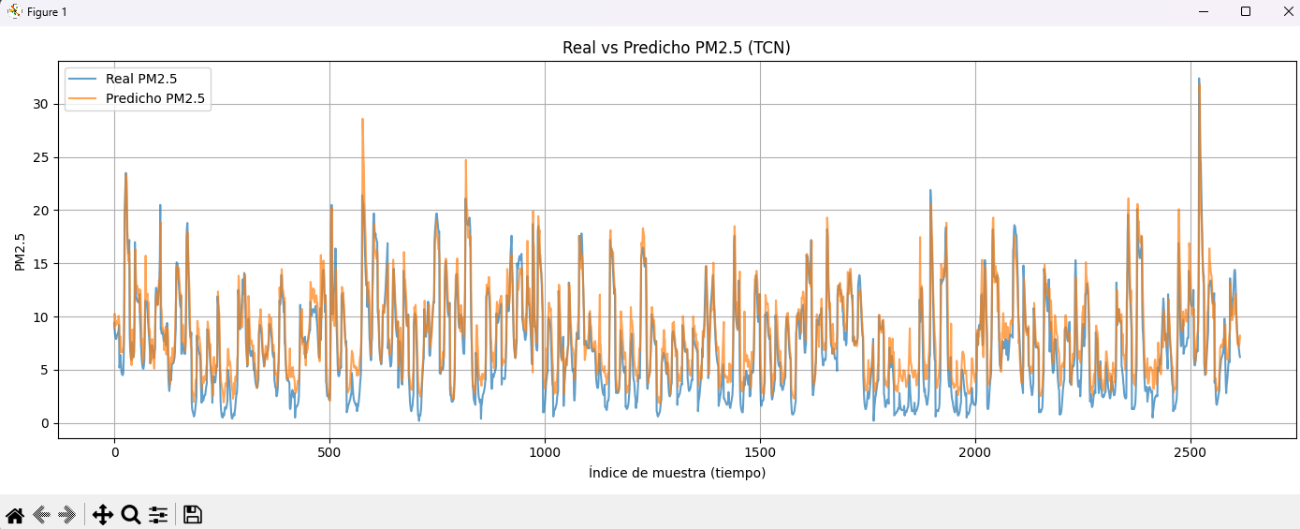 Figure 1
Real vs Predicho PM2.5 (TCN)
Real PM2.5
Predicho PM2.5
30
25
20
15
10
5
0
PM2.5
0 500 1000 1500 2000 2500
Índice de muestra (tiempo)